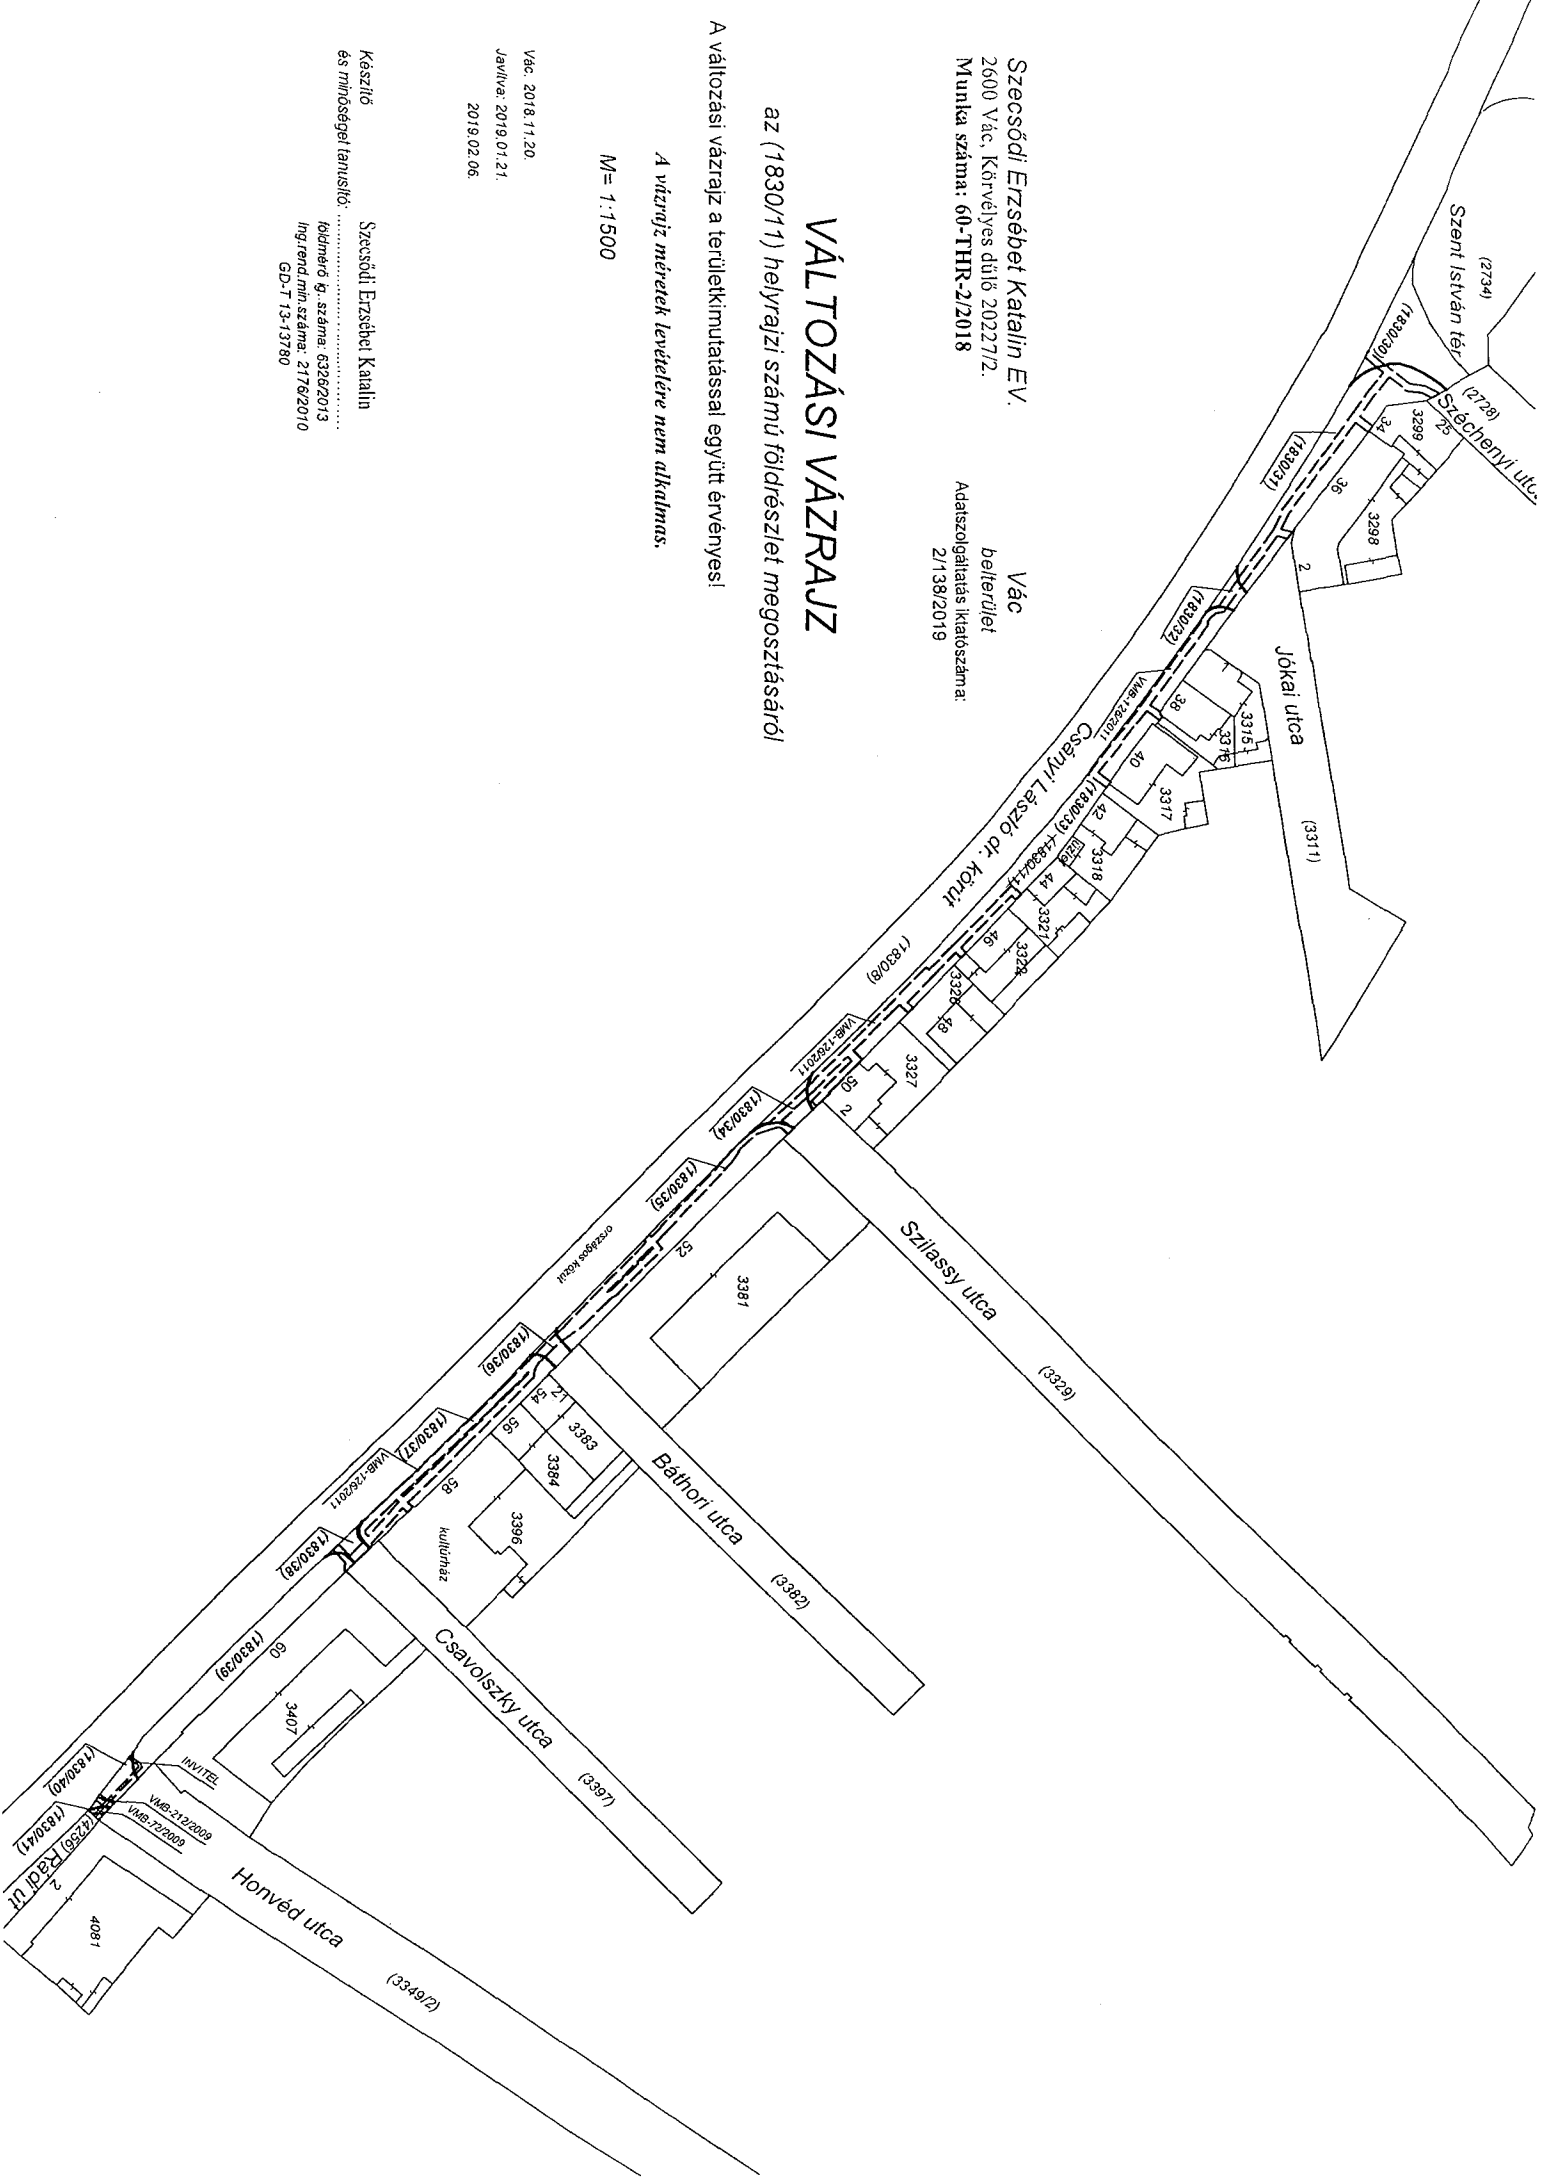 Szecsődi Erzsébet Katalin EV.
2600 Vác, Körvélyes dűlő 20227/2.
Munka száma: 60-THR-2/2018
Vác
belterület
Adatszolgáltatás iktatószáma:
2/138/2019
VÁLTOZÁSI VÁZRAJZ
az (1830/11) helyrajzi számú földrészlet megosztásáról
A változási vázrajz a területkimutatással együtt érvényes!
A vázrajz méretek levételére nem alkalmas.
M= 1:1500
Vác. 2018.11.20.
Javítva: 2019.01.21.
2019.02.06.
Készítő
és minőséget tanusító:
Szecsődi Erzsébet Katalin
földmérő ig. száma: 6326/2013
Ing.rend.min.száma: 2176/2010
GD-T 13-13780
(2734)
Szent István tér
(1830/30)
(2728)
Széchenyi utca
25
3299
34
(1830/31)
36
3298
2
(1830/32)
Jókai utca
(3311)
VMB-126/2011
38
3315
3316
40
3317
Csányi László dr. körút
(1830/33)
42
3318
üzlet
(1830/11)
44
3321
46
3322
(1830/8)
3326
48
3327
VMB-126/2011
50
2
(1830/34)
(1830/35)
országos közút
52
3381
Szilassy utca
(3329)
(1830/36)
54
21
3383
56
3384
Báthori utca
(3382)
(1830/37)
VMB-126/2011
58
3396
kultúrház
(1830/38)
Csavolszky utca
(3397)
(1830/39)
60
3407
(1830/40)
INVITEL
VMB-212/2009
VMB-72/2009
(1830/41)
(4256) Rádi út
2
4081
Honvéd utca
(3349/2)